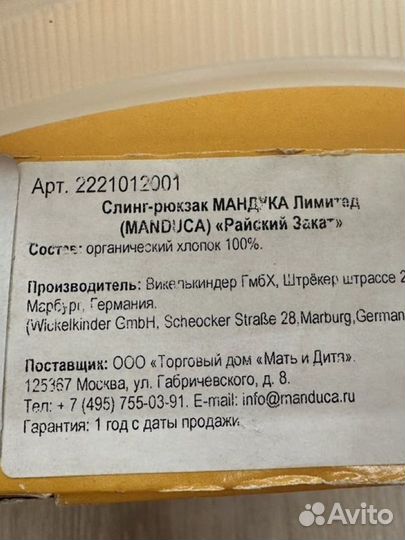 Арт. 2221012001
Слинг-рюкзак МАНДУКА Лимитед
(MANDUCA) «Райский Закат»
Состав: органический хлопок 100%.
Производитель: Викелькиндер ГмбХ, Штрёкер штрассе 2
Марбург, Германия.
(Wickelkinder GmbH, Scheocker Straße 28,Marburg,German
Поставщик: ООО «Торговый дом «Мать и Дитя».
125367 Москва, ул. Габричевского, д. 8.
Тел: + 7 (495) 755-03-91. E-mail: info@manduca.ru
Гарантия: 1 год с даты продажи
Avito